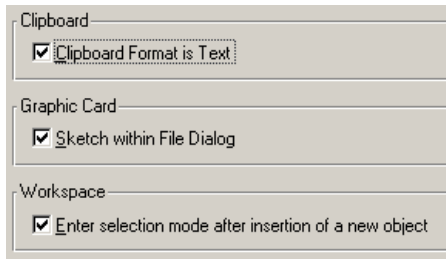 Clipboard
Clipboard Format is Text
Graphic Card
Sketch within File Dialog
Workspace
Enter selection mode after insertion of a new object